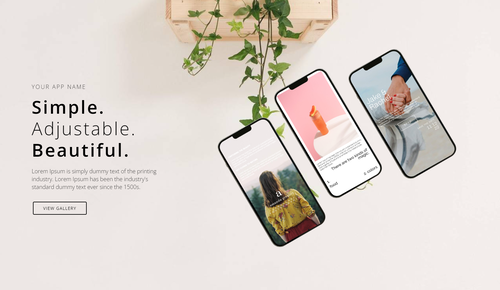 YOUR APP NAME
Simple.
Adjustable.
Beautiful.
Lorem Ipsum is simply dummy text of the printing
industry. Lorem Ipsum has been the industry's
standard dummy text ever since the 1500s.
VIEW GALLERY